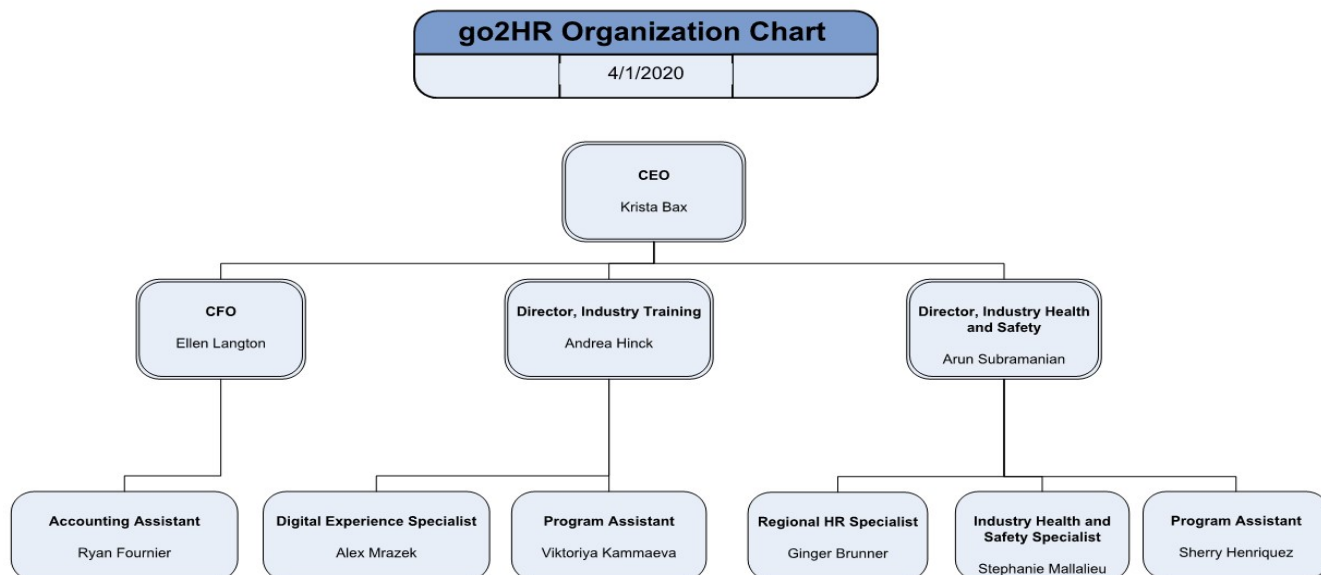 go2HR Organization Chart
4/1/2020
CEO
Krista Bax
CFO
Ellen Langton
Director, Industry Training
Andrea Hinck
Director, Industry Health
and Safety
Arun Subramanian
Accounting Assistant
Ryan Fournier
Digital Experience Specialist
Alex Mrazek
Program Assistant
Viktoriya Kammaeva
Regional HR Specialist
Ginger Brunner
Industry Health and
Safety Specialist
Stephanie Mallalieu
Program Assistant
Sherry Henriquez